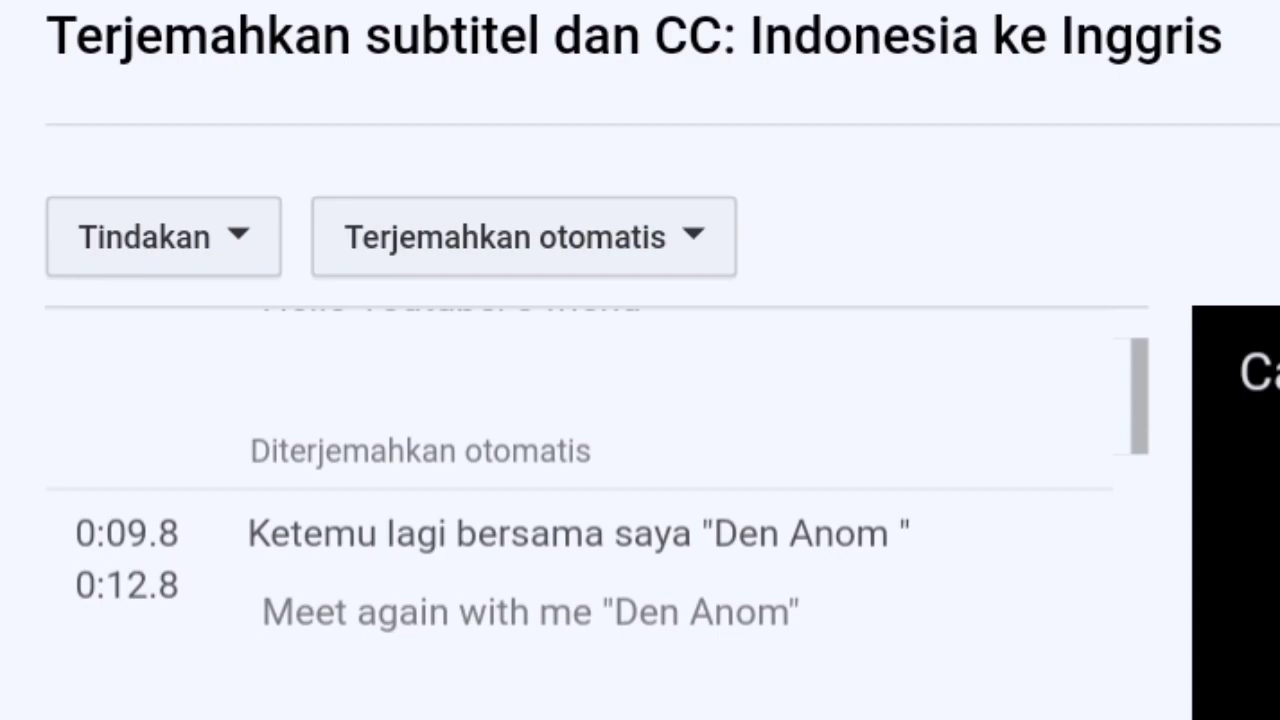 Terjemahkan subtitel dan CC: Indonesia ke Inggris
Tindakan
Terjemahkan otomatis
Diterjemahkan otomatis
0:09.8
Ketemu lagi bersama saya "Den Anom "
0:12.8
Meet again with me "Den Anom"